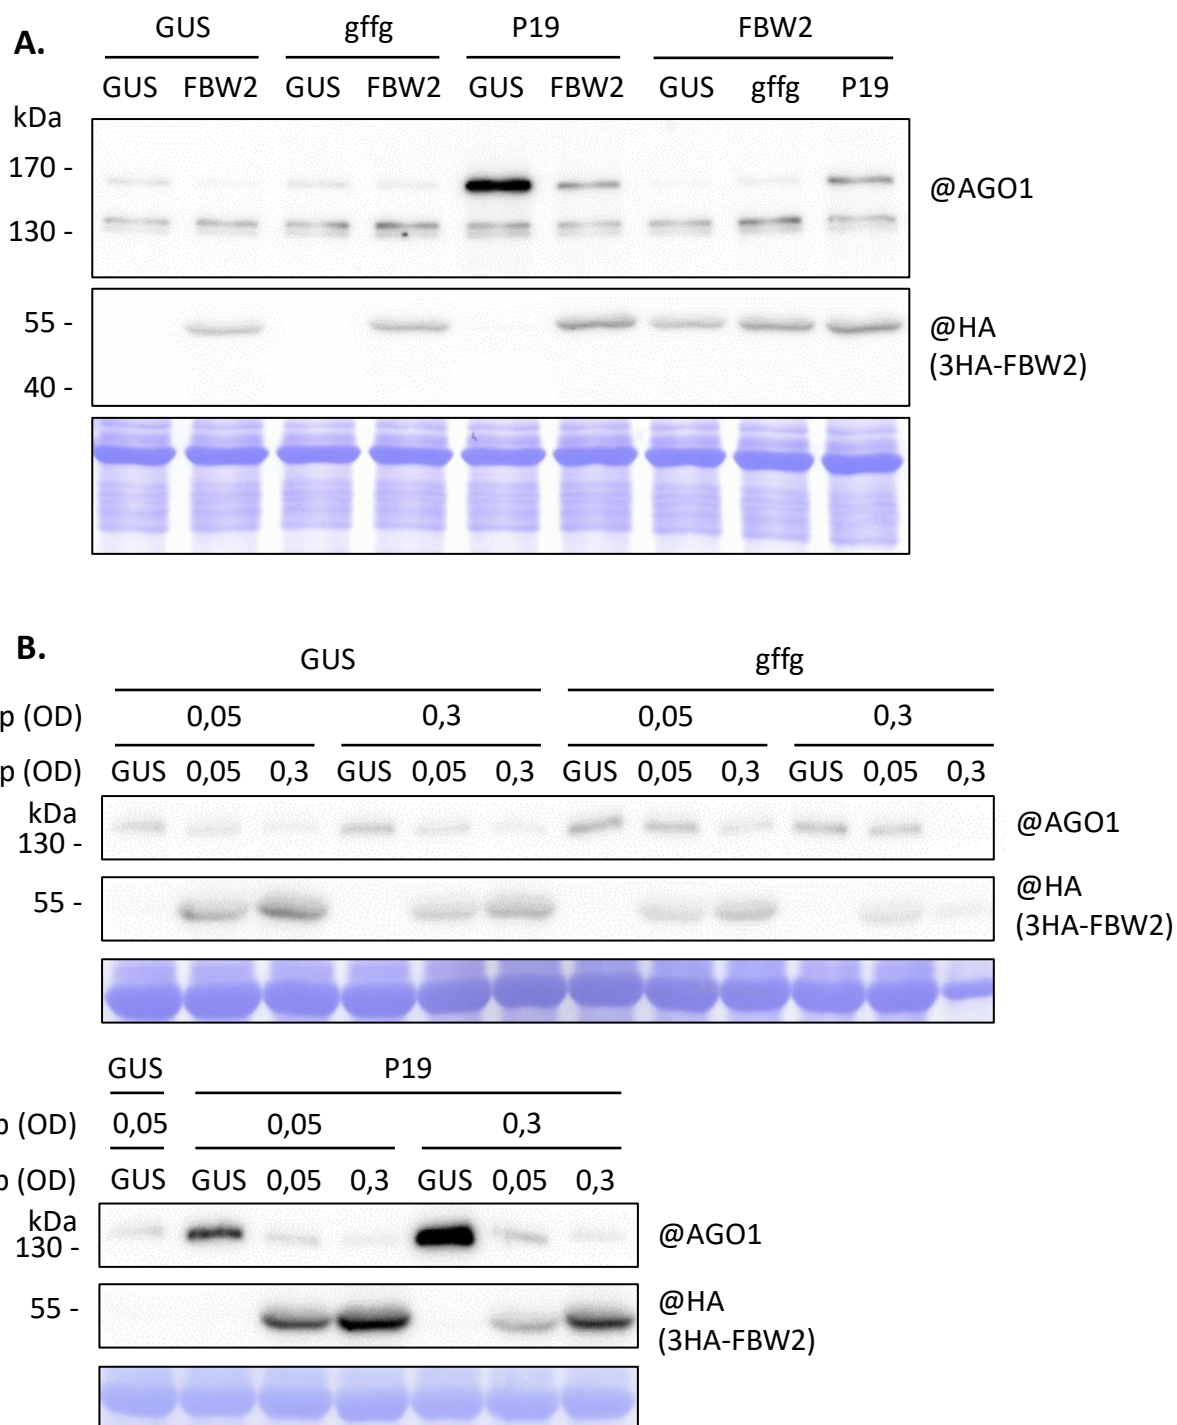 A.
GUS gffg P19 FBW2
GUS FBW2 GUS FBW2 GUS FBW2 GUS gffg P19
kDa
170 -
@AGO1
130 -
55 -
@HA
(3HA-FBW2)
40 -
B.
GUS gffg
p (OD) 0,05 0,3 0,05 0,3
p (OD) GUS 0,05 0,3 GUS 0,05 0,3 GUS 0,05 0,3 GUS 0,05 0,3
kDa
@AGO1
130 -
@HA
55 -
(3HA-FBW2)
GUS P19
p (OD) 0,05 0,05 0,3
p (OD) GUS GUS 0,05 0,3 GUS 0,05 0,3
kDa
@AGO1
130 -
55 -
@HA
(3HA-FBW2)